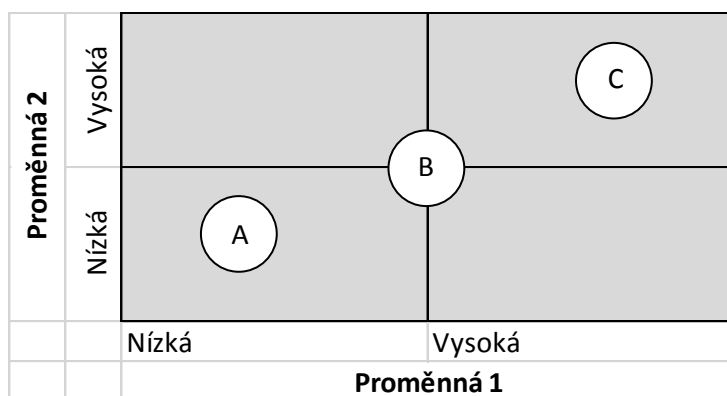 Proměnná 2
Vysoká
Nízká
C
B
A
Nízká
Vysoká
Proměnná 1